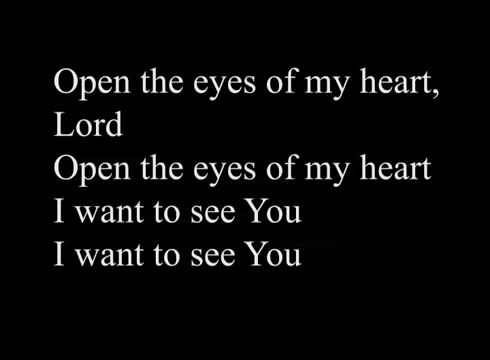 Open the eyes of my heart,
Lord
Open the eyes of my heart
I want to see You
I want to see You